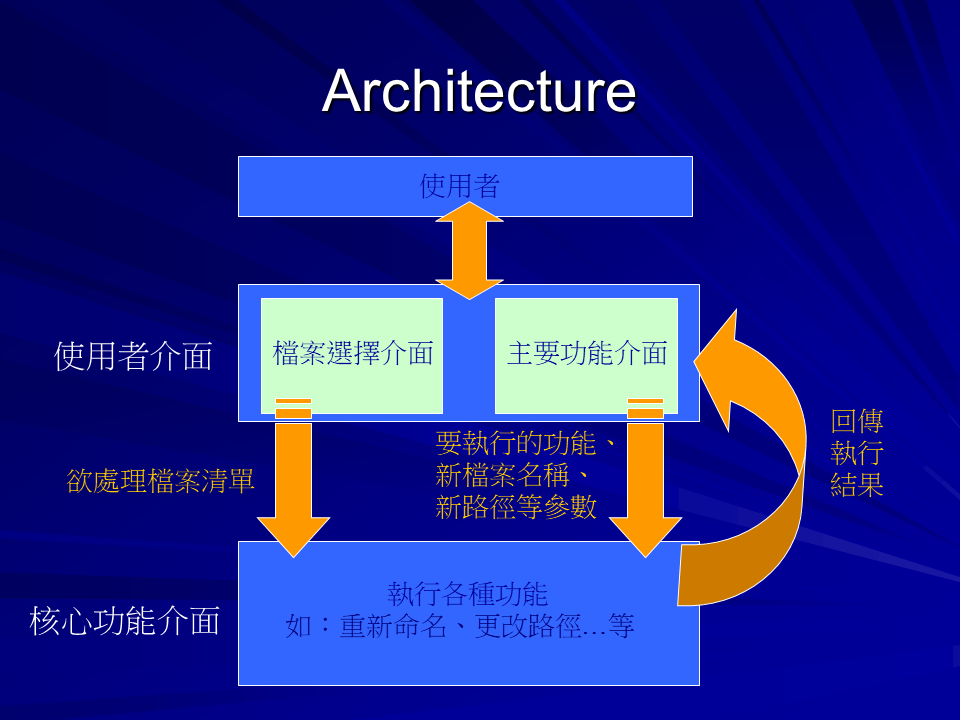 Architecture
使用者
使用者介面
檔案選擇介面
主要功能介面
欲處理檔案清單
要執行的功能、
新檔案名稱、
新路徑等參數
回傳
執行
結果
核心功能介面
執行各種功能
如：重新命名、更改路徑…等